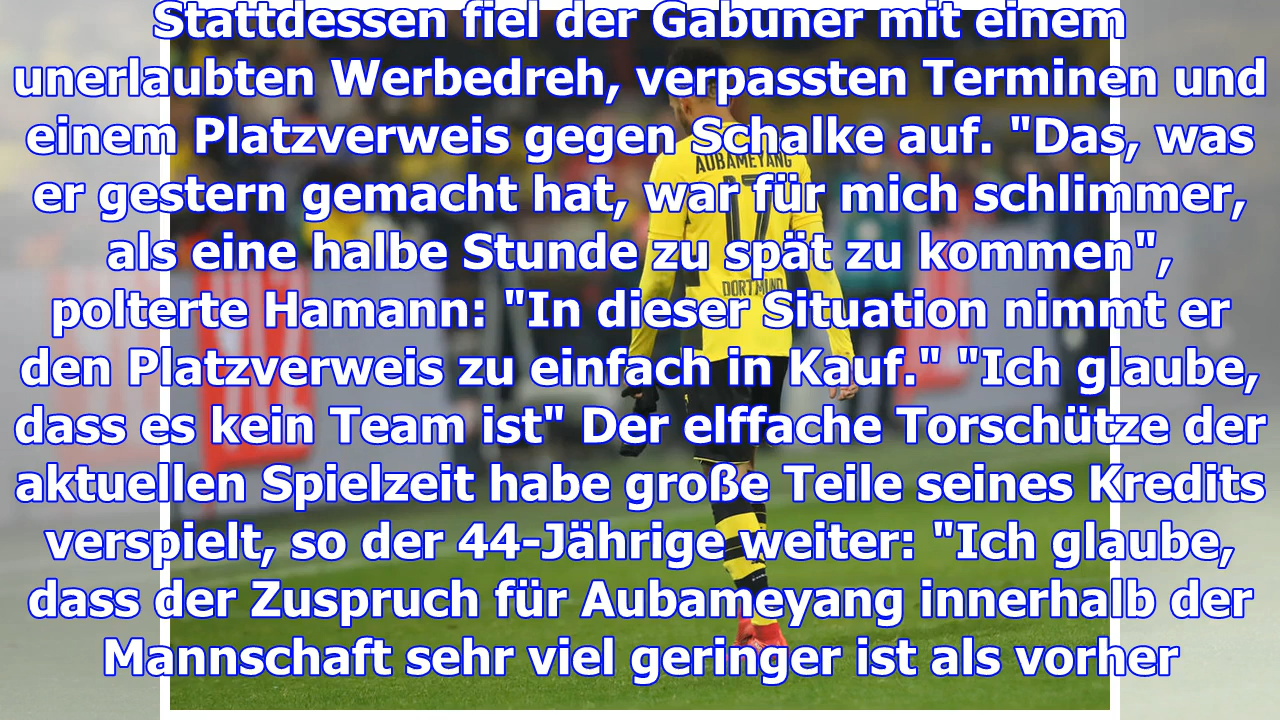 Stattdessen fiel der Gabuner mit einem
unerlaubten Werbedreh, verpassten Terminen und
einem Platzverweis gegen Schalke auf. "Das, was
er gestern gemacht hat, war für mich schlimmer,
als eine halbe Stunde zu spät zu kommen",
polterte Hamann: "In dieser Situation nimmt er
den Platzverweis zu einfach in Kauf." "Ich glaube,
dass es kein Team ist" Der elffache Torschütze der
aktuellen Spielzeit habe große Teile seines Kredits
verspielt, so der 44-Jährige weiter: "Ich glaube,
dass der Zuspruch für Aubameyang innerhalb der
Mannschaft sehr viel geringer ist als vorher
AUBAMEYANG
17
DORTMUND